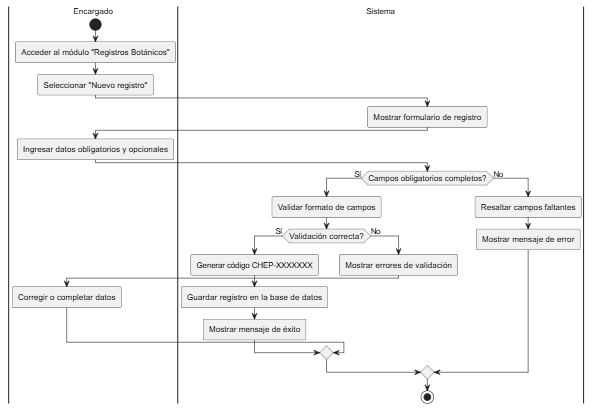 Encargado
Sistema
Acceder al módulo "Registros Botánicos"
Seleccionar "Nuevo registro"
Mostrar formulario de registro
Ingresar datos obligatorios y opcionales
Sí
Campos obligatorios completos?
No
Validar formato de campos
Resaltar campos faltantes
Sí
Validación correcta?
No
Mostrar mensaje de error
Generar código CHEP-XXXXXXX
Mostrar errores de validación
Corregir o completar datos
Guardar registro en la base de datos
Mostrar mensaje de éxito